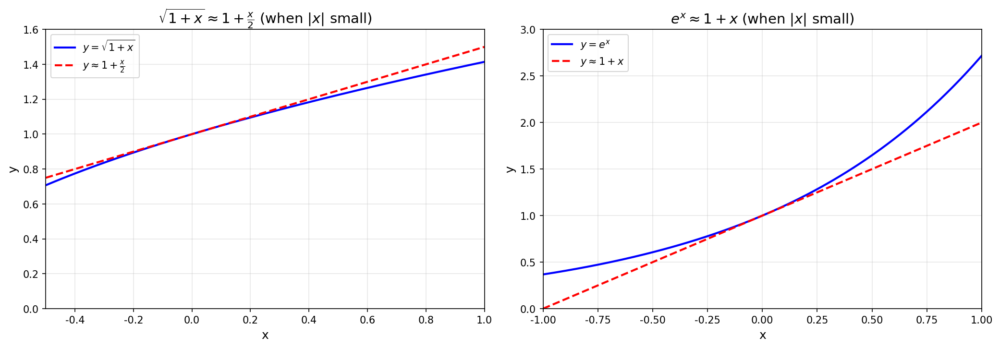 √1 + x ≈ 1 + x/2 (when |x| small)
y = √1 + x
y ≈ 1 + x/2
1.6
1.4
1.2
1.0
0.8
0.6
0.4
0.2
0.0
y
-0.4 -0.2 0.0 0.2 0.4 0.6 0.8 1.0
x
eˣ ≈ 1 + x (when |x| small)
y = eˣ
y ≈ 1 + x
3.0
2.5
2.0
1.5
1.0
0.5
0.0
y
-1.00 -0.75 -0.50 -0.25 0.00 0.25 0.50 0.75 1.00
x